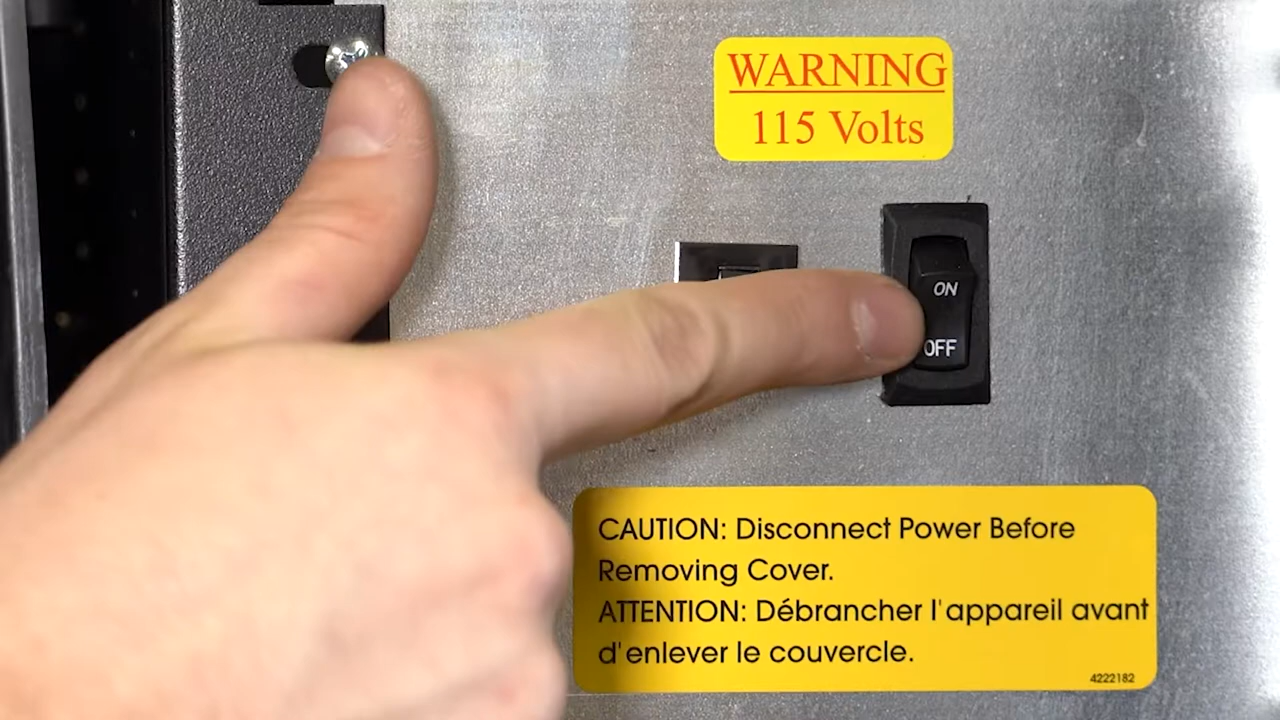 WARNING
115 Volts
ON
OFF
CAUTION: Disconnect Power Before
Removing Cover.
ATTENTION: Débrancher l'appareil avant
d'enlever le couvercle.
4222182